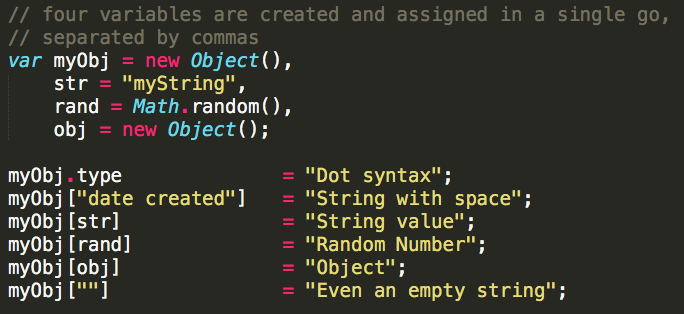 // four variables are created and assigned in a single go,
// separated by commas
var myObj = new Object(),
    str = "myString",
    rand = Math.random(),
    obj = new Object();

myObj.type              = "Dot syntax";
myObj["date created"]   = "String with space";
myObj[str]              = "String value";
myObj[rand]             = "Random Number";
myObj[obj]              = "Object";
myObj[""]               = "Even an empty string";